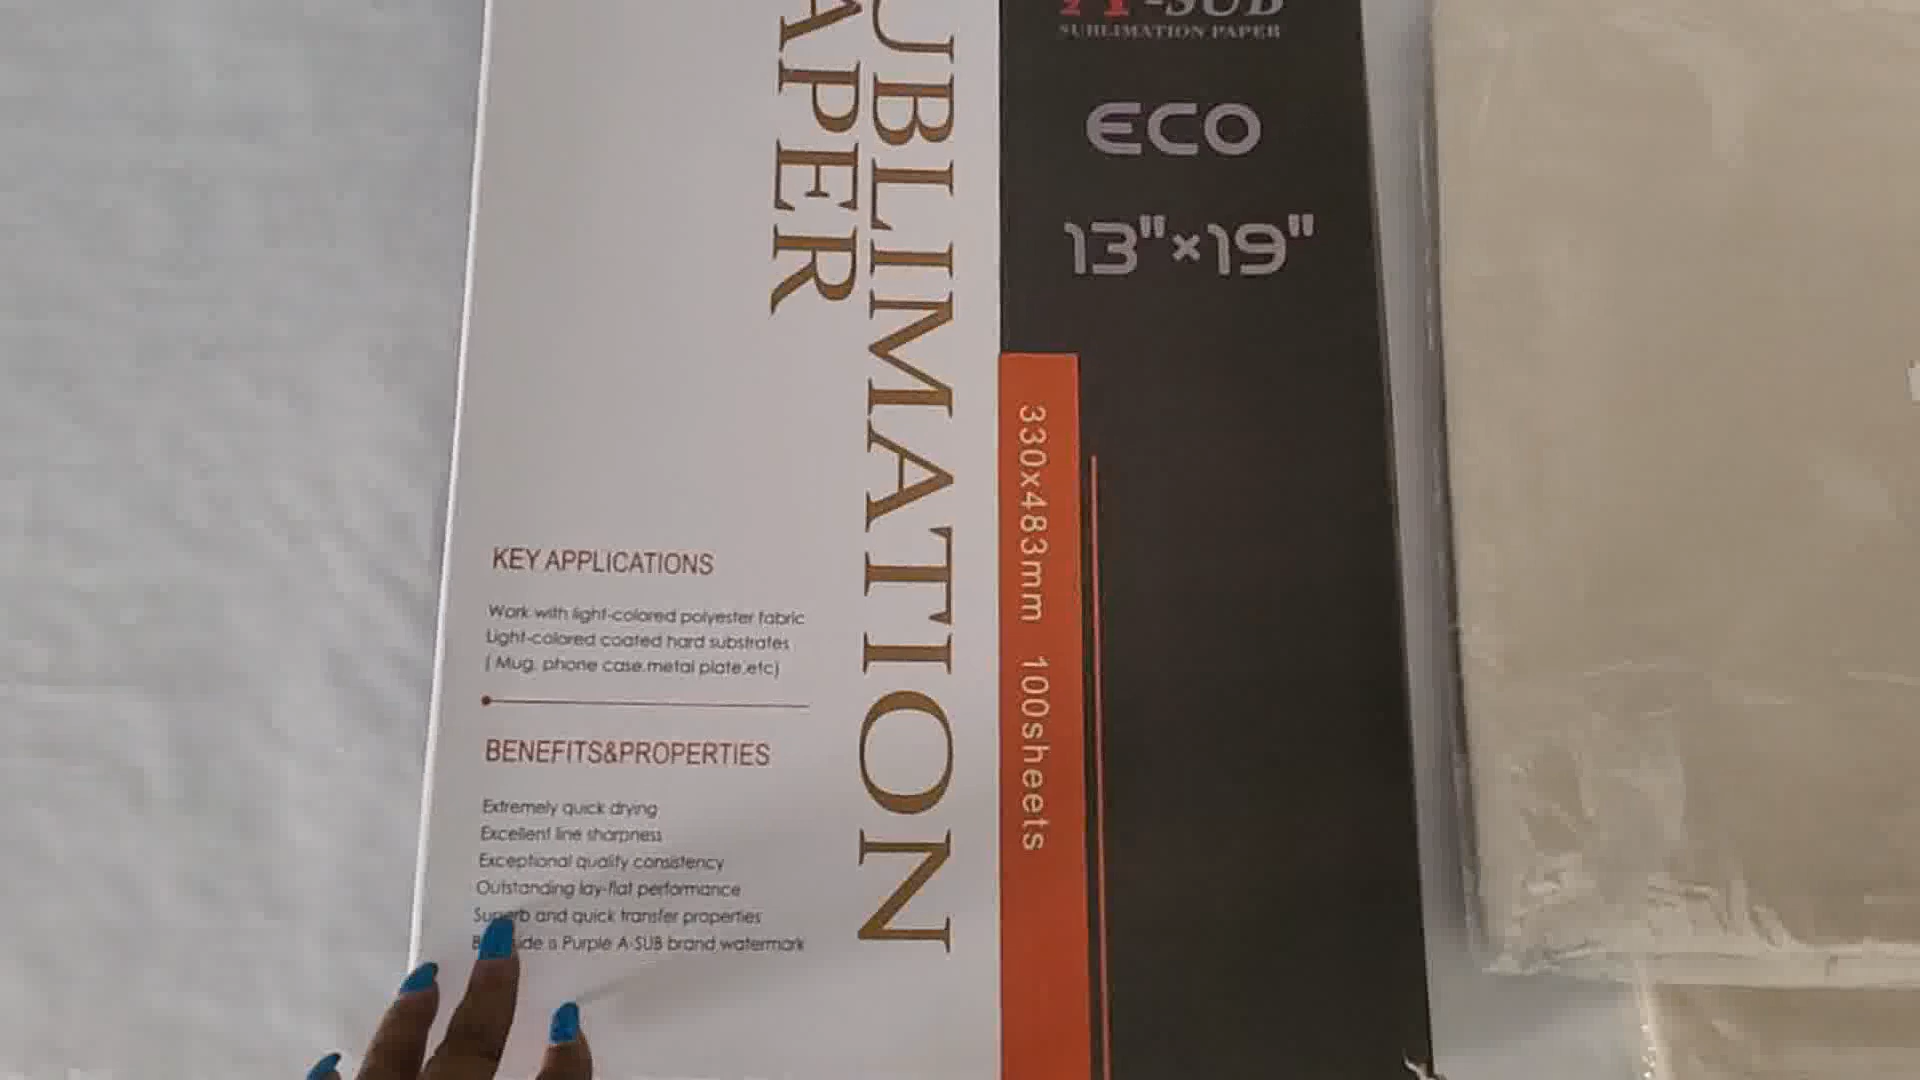 UBLIMATION
APER
A-SUB
SUBLIMATION PAPER
ECO
13"×19"
330x483mm 100sheets
KEY APPLICATIONS
Work with light-colored polyester fabric
Light-colored coated hard substrates
( Mug, phone case,metal plate,etc)
BENEFITS&PROPERTIES
Extremely quick drying
Excellent line sharpness
Exceptional quality consistency
Outstanding lay-flat performance
Superb and quick transfer properties
is Purple A-SUB brand watermark